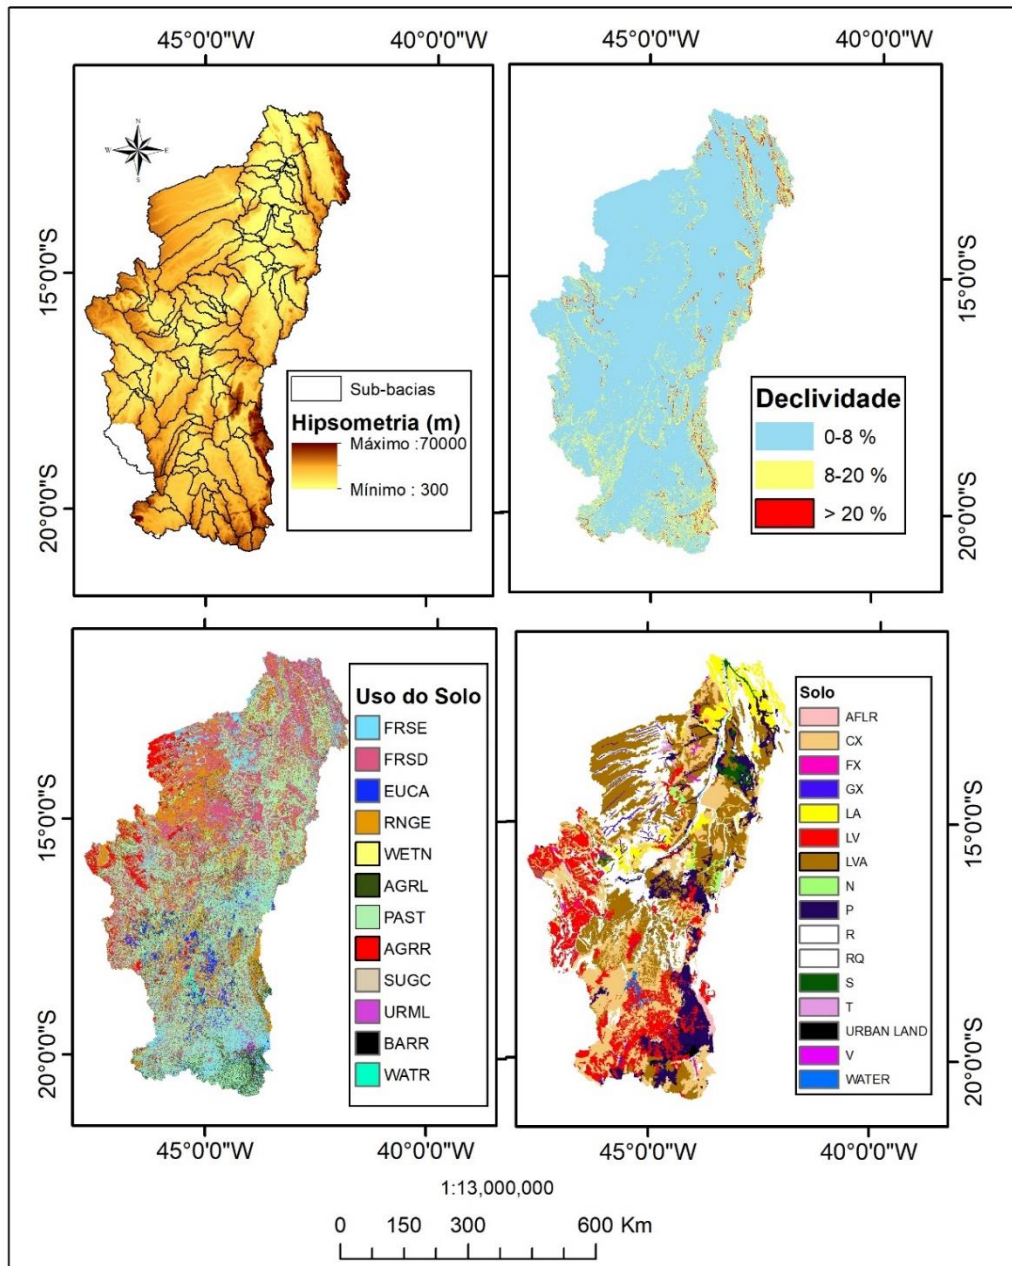 45°0'0"W 40°0'0"W 45°0'0"W 40°0'0"W
N
W E
S
15°0'0"S
20°0'0"S
Sub-bacias
Hipsometria (m)
Máximo :70000
Mínimo : 300
Declividade
0-8 %
8-20 %
> 20 %
15°0'0"S
20°0'0"S
15°0'0"S
20°0'0"S
Uso do Solo
FRSE
FRSD
EUCA
RNGE
WETN
AGRL
PAST
AGRR
SUGC
URML
BARR
WATR
Solo
AFLR
CX
FX
GX
LA
LV
LVA
N
P
R
RQ
S
T
URBAN LAND
V
WATER
15°0'0"S
20°0'0"S
45°0'0"W 40°0'0"W 45°0'0"W 40°0'0"W
1:13,000,000
0 150 300 600 Km